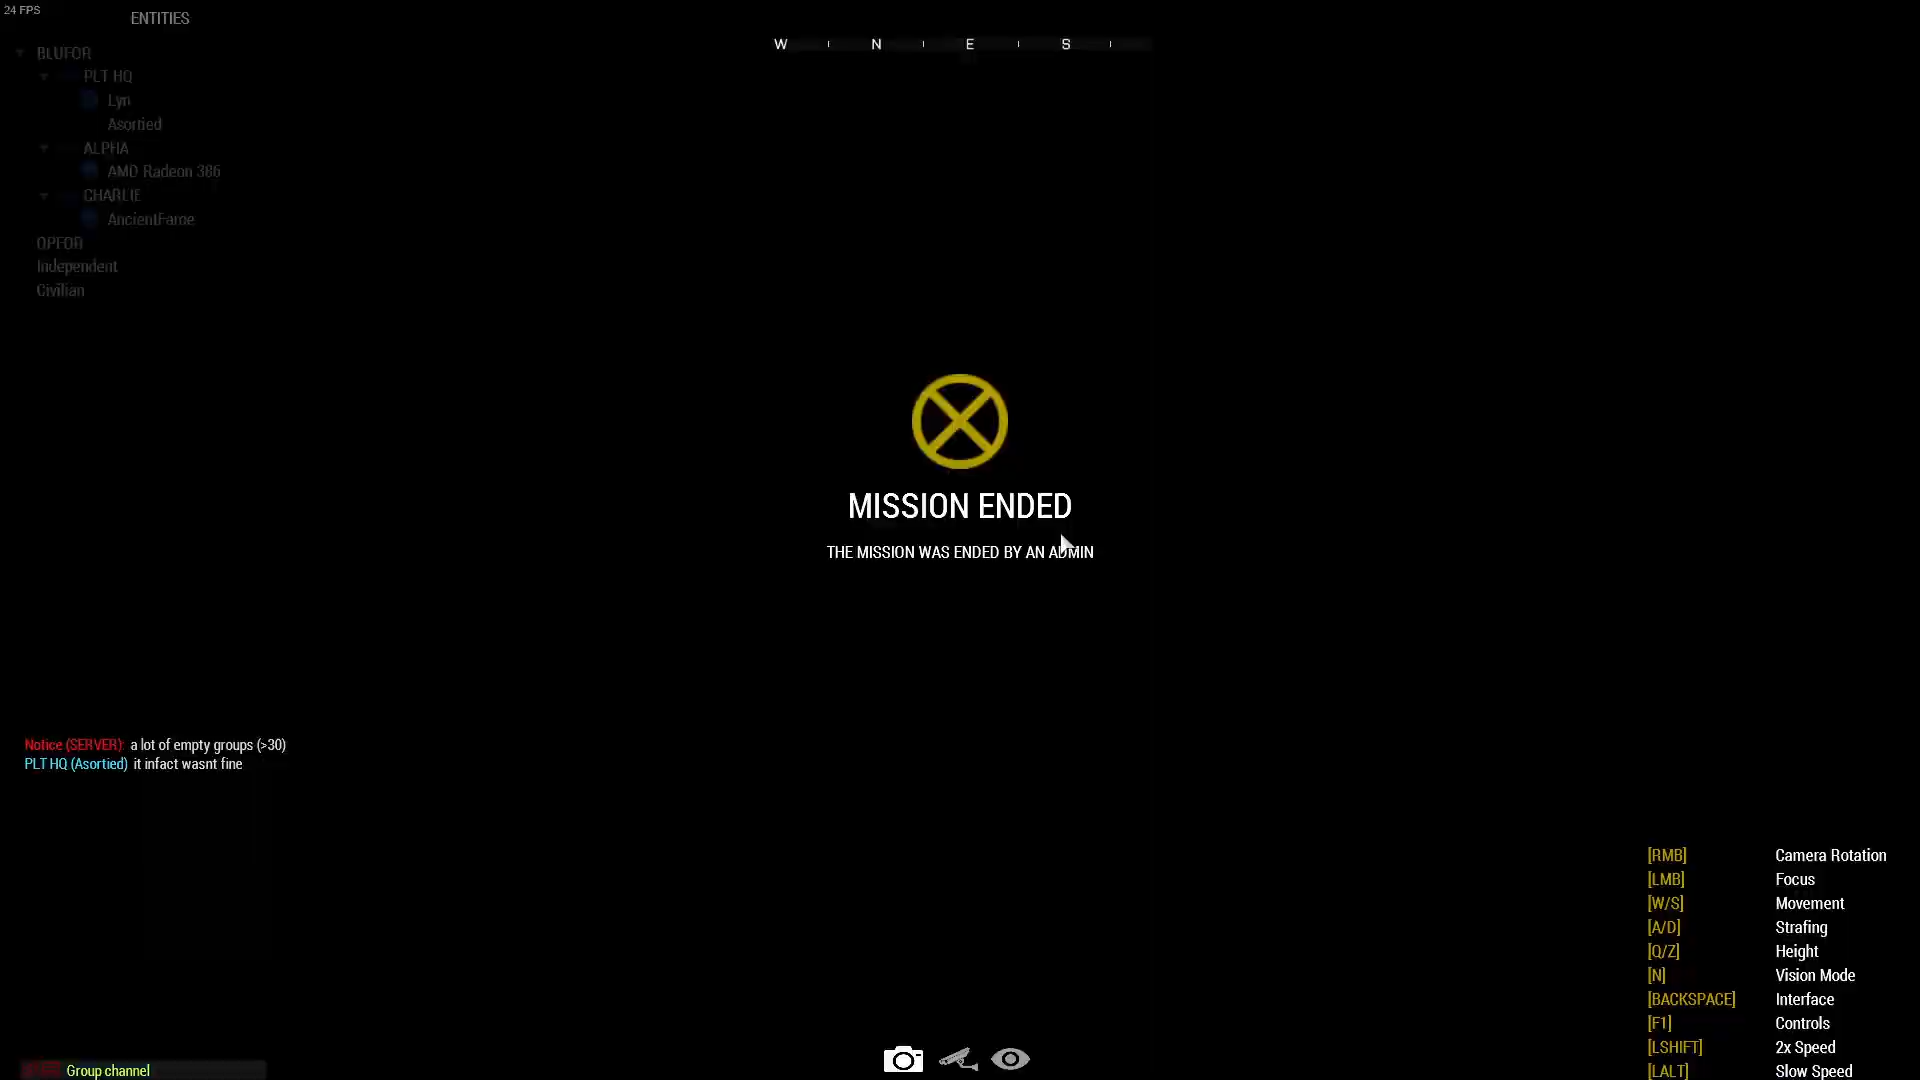 24 FPS
ENTITIES
W N E S
BLUFOR
PLT HQ
Lyn
Asortied
ALPHA
AMD Radeon 386
CHARLIE
AncientFame
OPFOR
Independent
Civilian
MISSION ENDED
THE MISSION WAS ENDED BY AN ADMIN
Notice (SERVER): a lot of empty groups (>30)
PLT HQ (Asortied) it infact wasnt fine
[RMB] Camera Rotation
[LMB] Focus
[W/S] Movement
[A/D] Strafing
[Q/Z] Height
[N] Vision Mode
[BACKSPACE] Interface
[F1] Controls
[LSHIFT] 2x Speed
[LALT] Slow Speed
Group channel